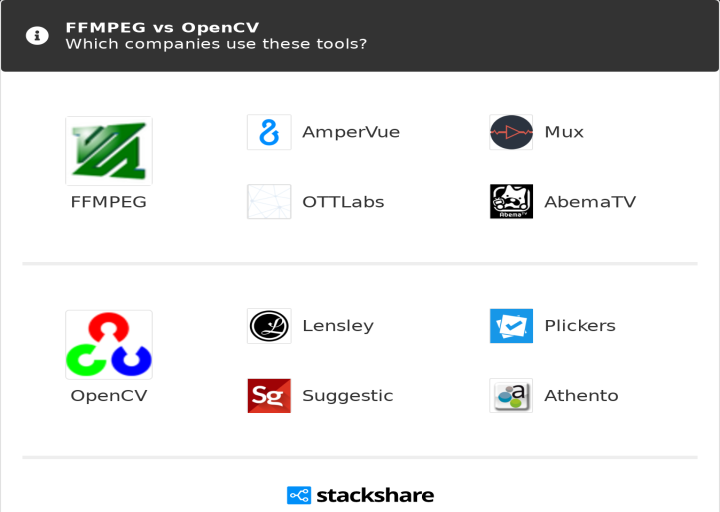 FFMPEG vs OpenCV
Which companies use these tools?
AmperVue
Mux
FFMPEG
OTTLabs
AbemaTV
AbemaTV
Lensley
Plickers
L
OpenCV
Sg
Suggestic
a
Athento
stackshare